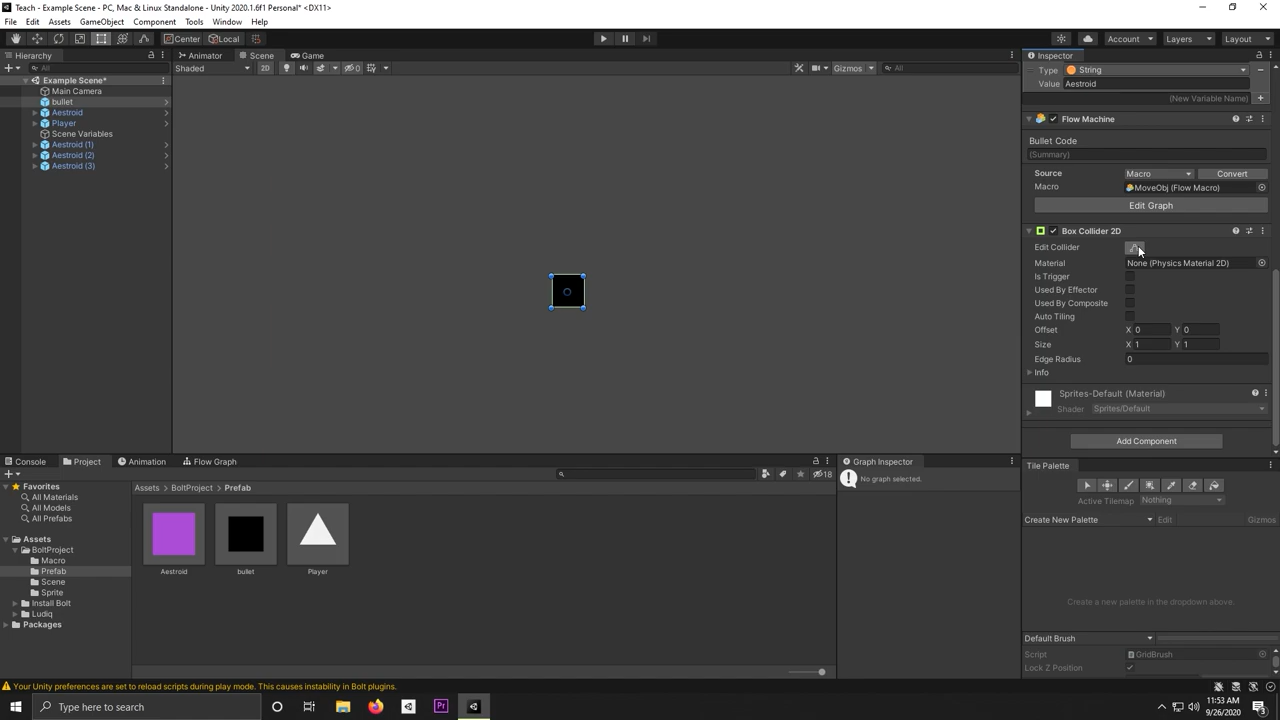 Teach - Example Scene - PC, Mac & Linux Standalone - Unity 2020.1.6f1 Personal* <DX11>
File Edit Assets GameObject Component Tools Window Help
Center Local Account Layers Layout
Hierarchy Animator Scene Game Inspector
All Shaded 2D 0 Gizmos All
Type String
Value Aestroid
(New Variable Name)
Example Scene*
Main Camera
bullet
Aestroid
Player
Scene Variables
Aestroid (1)
Aestroid (2)
Aestroid (3)
Flow Machine
Bullet Code
(Summary)
Source Macro Convert
Macro MoveObj (Flow Macro)
Edit Graph
Box Collider 2D
Edit Collider
Material None (Physics Material 2D)
Is Trigger
Used By Effector
Used By Composite
Auto Tiling
Offset X 0 Y 0
Size X 1 Y 1
Edge Radius 0
Info
Sprites-Default (Material)
Shader Sprites/Default
Add Component
Console Project Animation Flow Graph
18
Favorites
All Materials
All Models
All Prefabs
Assets
BoltProject
Macro
Prefab
Scene
Sprite
Install Bolt
Ludiq
Packages
Assets BoltProject Prefab
Aestroid bullet Player
Graph Inspector
No graph selected.
Tile Palette
Active Tilemap Nothing
Create New Palette Edit Gizmos
Create a new palette in the dropdown above.
Default Brush
Script GridBrush
Lock Z Position
Your Unity preferences are set to reload scripts during play mode. This causes instability in Bolt plugins.
Type here to search
Pr
11:53 AM
9/26/2020
3